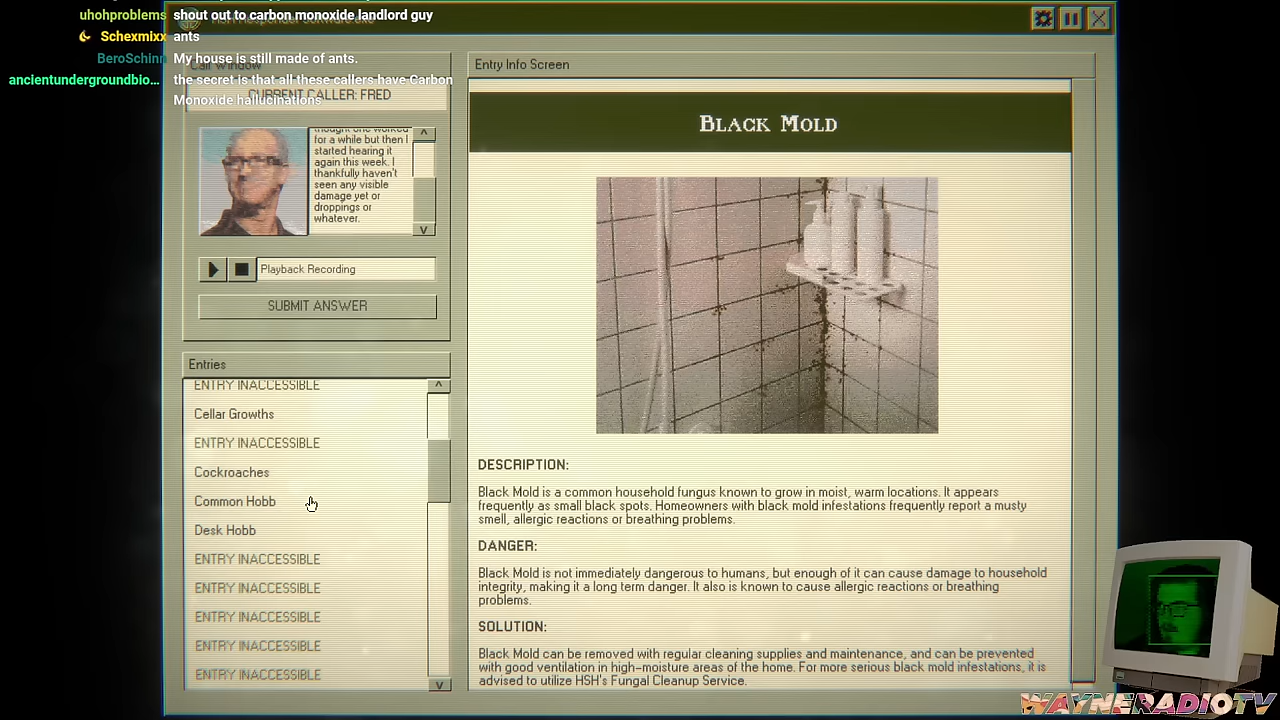 uhohproblems shout out to carbon monoxide landlord guy
Schexmixx ants
BeroSchinn My house is still made of ants.
ancientundergroundbio... the secret is that all these callers have Carbon
Monoxide hallucinations
CURRENT CALLER: FRED
thought one worked
for a while but then I
started hearing it
again this week. I
thankfully haven't
seen any visible
damage yet or
droppings or
whatever.
Playback Recording
SUBMIT ANSWER
Entries
ENTRY INACCESSIBLE
Cellar Growths
ENTRY INACCESSIBLE
Cockroaches
Common Hobb
Desk Hobb
ENTRY INACCESSIBLE
ENTRY INACCESSIBLE
ENTRY INACCESSIBLE
ENTRY INACCESSIBLE
ENTRY INACCESSIBLE
Entry Info Screen
BLACK MOLD
DESCRIPTION:
Black Mold is a common household fungus known to grow in moist, warm locations. It appears
frequently as small black spots. Homeowners with black mold infestations frequently report a musty
smell, allergic reactions or breathing problems.
DANGER:
Black Mold is not immediately dangerous to humans, but enough of it can cause damage to household
integrity, making it a long term danger. It also is known to cause allergic reactions or breathing
problems.
SOLUTION:
Black Mold can be removed with regular cleaning supplies and maintenance, and can be prevented
with good ventilation in high-moisture areas of the home. For more serious black mold infestations, it is
advised to utilize HSH's Fungal Cleanup Service.
WAYNERADIOTV